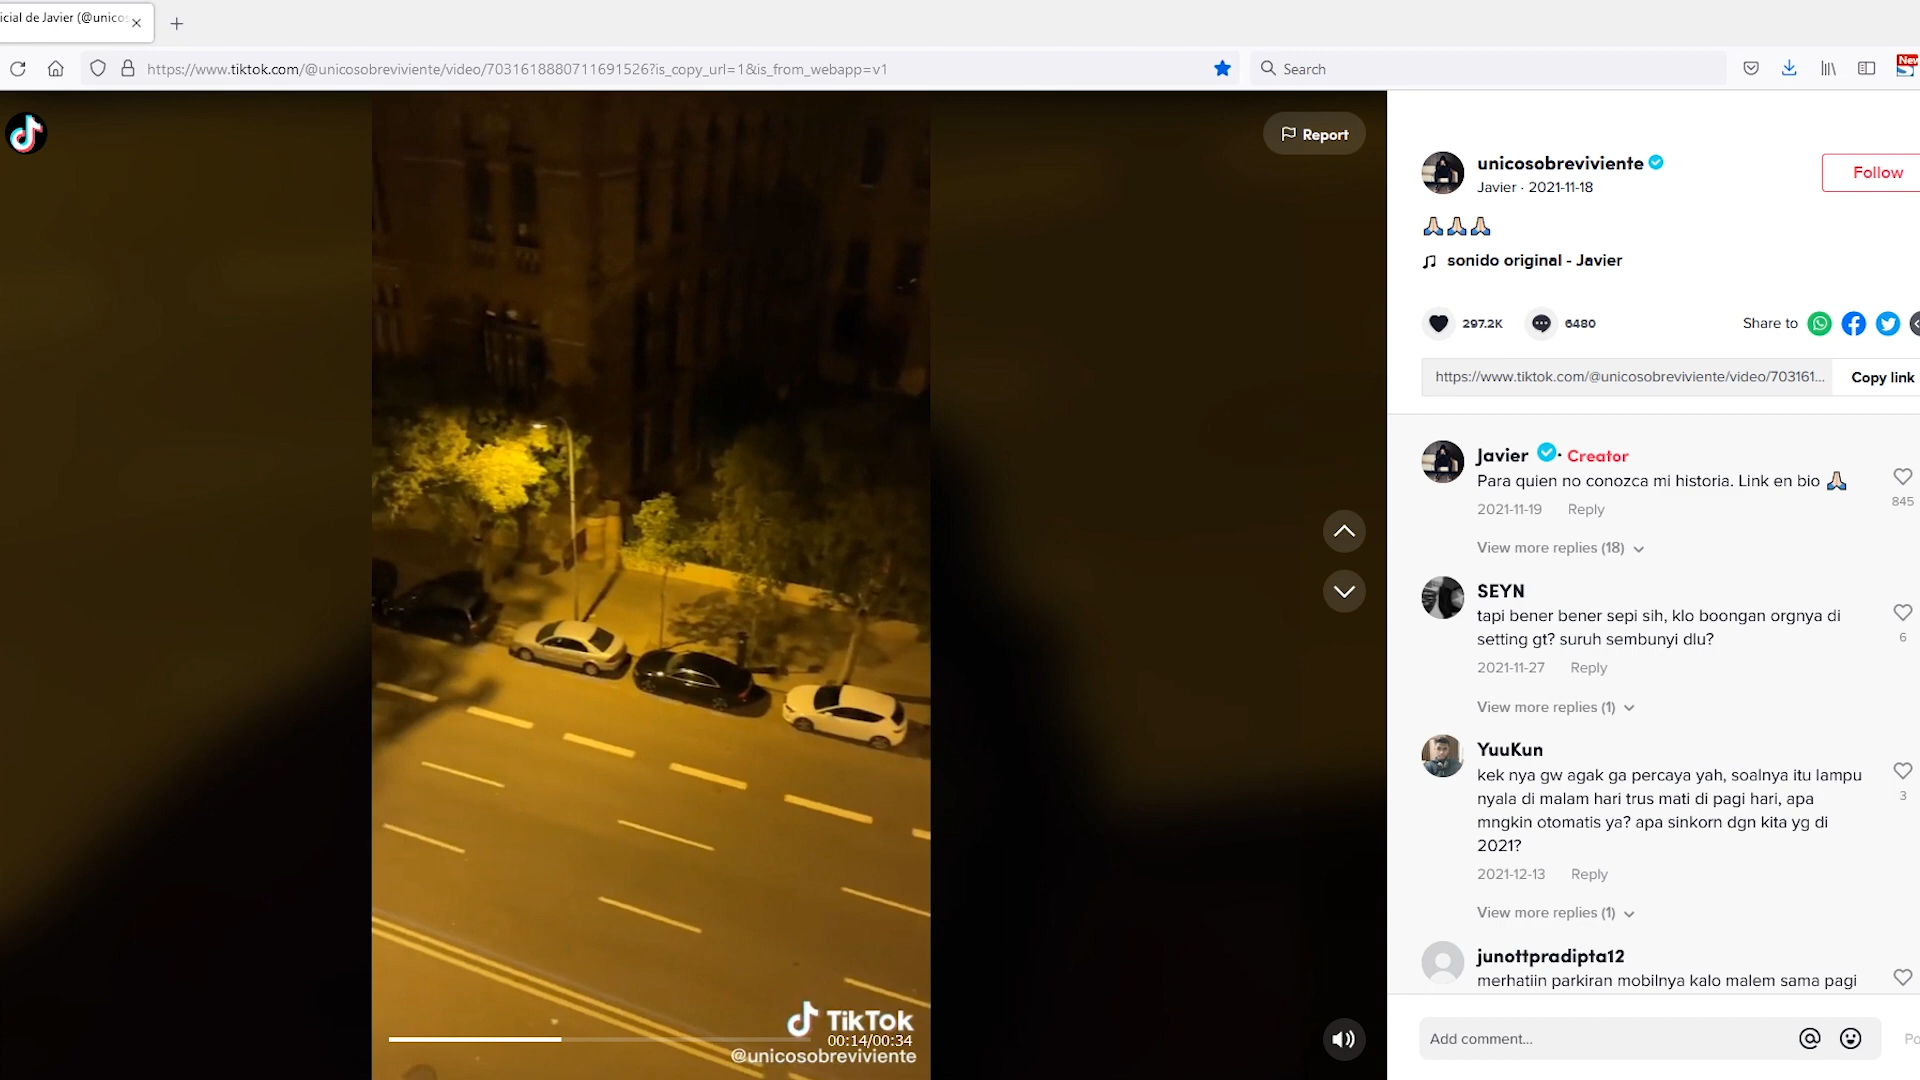 icial de Javier (@unicos
https://www.tiktok.com/@unicosobreviviente/video/7031618880711691526?is_copy_url=1&is_from_webapp=v1
Search
New
Report
unicosobreviviente
Javier · 2021-11-18
Follow
🙏🏻🙏🏻🙏🏻
sonido original - Javier
297.2K
6480
Share to
https://www.tiktok.com/@unicosobreviviente/video/703161...
Copy link
Javier · Creator
Para quien no conozca mi historia. Link en bio 🙏🏻
845
2021-11-19 Reply
View more replies (18)
SEYN
tapi bener bener sepi sih, klo boongan orgnya di
setting gt? suruh sembunyi dlu?
6
2021-11-27 Reply
View more replies (1)
YuuKun
kek nya gw agak ga percaya yah, soalnya itu lampu
nyala di malam hari trus mati di pagi hari, apa
mngkin otomatis ya? apa sinkorn dgn kita yg di
2021?
3
2021-12-13 Reply
View more replies (1)
junottpradipta12
merhatiin parkiran mobilnya kalo malem sama pagi
Add comment...
Po
TikTok
00:14/00:34
@unicosobreviviente